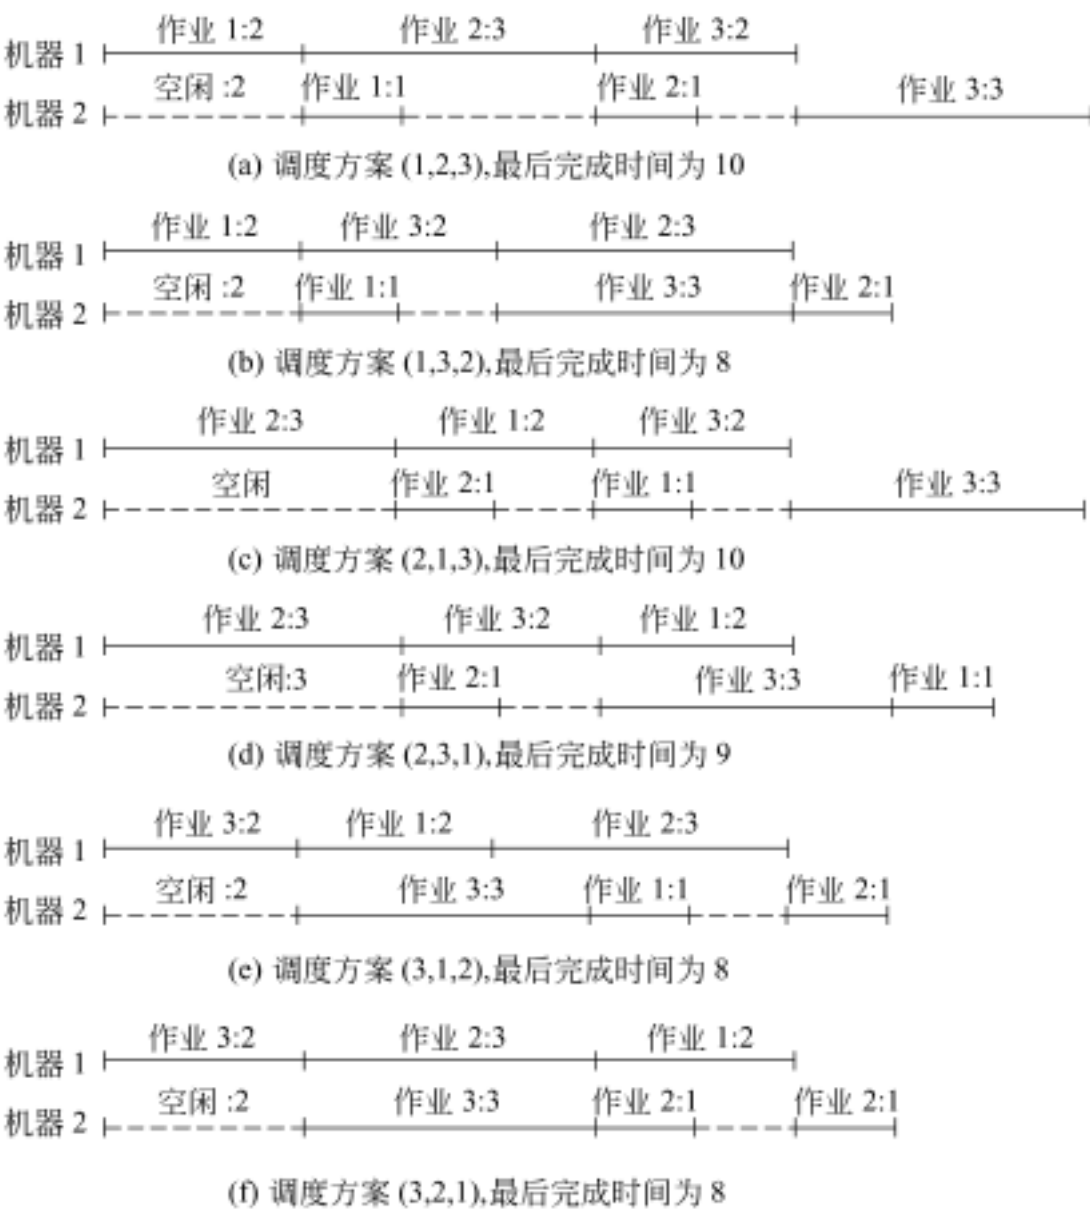 作业 1:2 作业 2:3 作业 3:2
机器 1
空闲 :2 作业 1:1 作业 2:1 作业 3:3
机器 2
(a) 调度方案 (1,2,3),最后完成时间为 10
作业 1:2 作业 3:2 作业 2:3
机器 1
空闲 :2 作业 1:1 作业 3:3 作业 2:1
机器 2
(b) 调度方案 (1,3,2),最后完成时间为 8
作业 2:3 作业 1:2 作业 3:2
机器 1
空闲 作业 2:1 作业 1:1 作业 3:3
机器 2
(c) 调度方案 (2,1,3),最后完成时间为 10
作业 2:3 作业 3:2 作业 1:2
机器 1
空闲:3 作业 2:1 作业 3:3 作业 1:1
机器 2
(d) 调度方案 (2,3,1),最后完成时间为 9
作业 3:2 作业 1:2 作业 2:3
机器 1
空闲 :2 作业 3:3 作业 1:1 作业 2:1
机器 2
(e) 调度方案 (3,1,2),最后完成时间为 8
作业 3:2 作业 2:3 作业 1:2
机器 1
空闲 :2 作业 3:3 作业 2:1 作业 2:1
机器 2
(f) 调度方案 (3,2,1),最后完成时间为 8